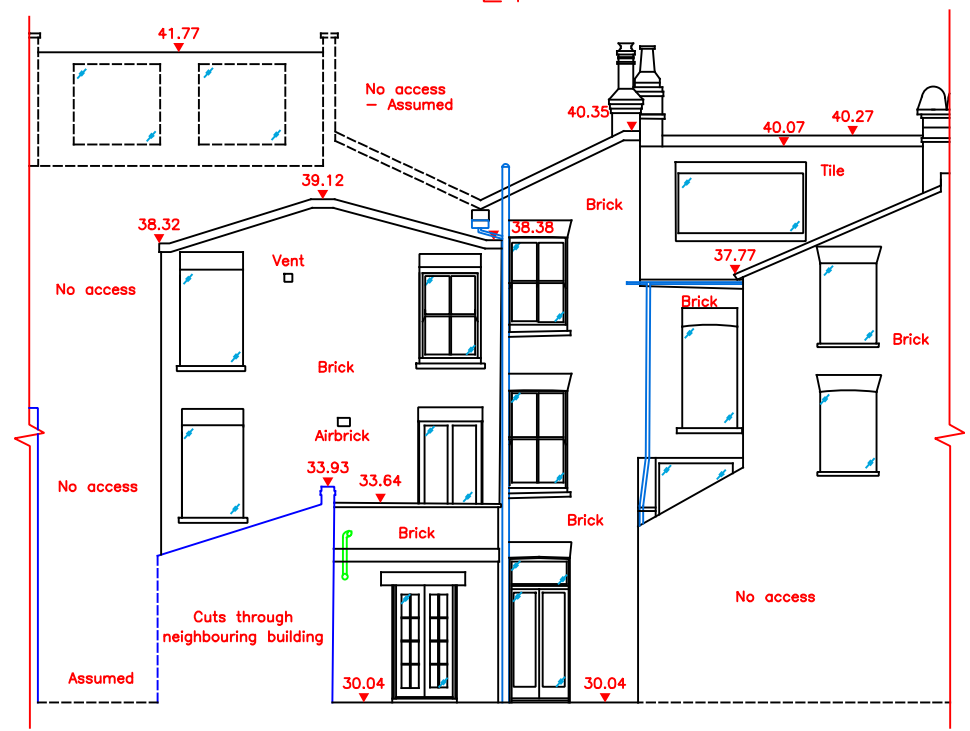 41.77
No access
- Assumed
40.35
40.27
40.07
Tile
39.12
Brick
38.32
38.38
Vent
37.77
No access
Brick
Brick
Brick
Airbrick
33.93
33.64
No access
Brick
Brick
No access
Cuts through
neighbouring building
Assumed
30.04
30.04